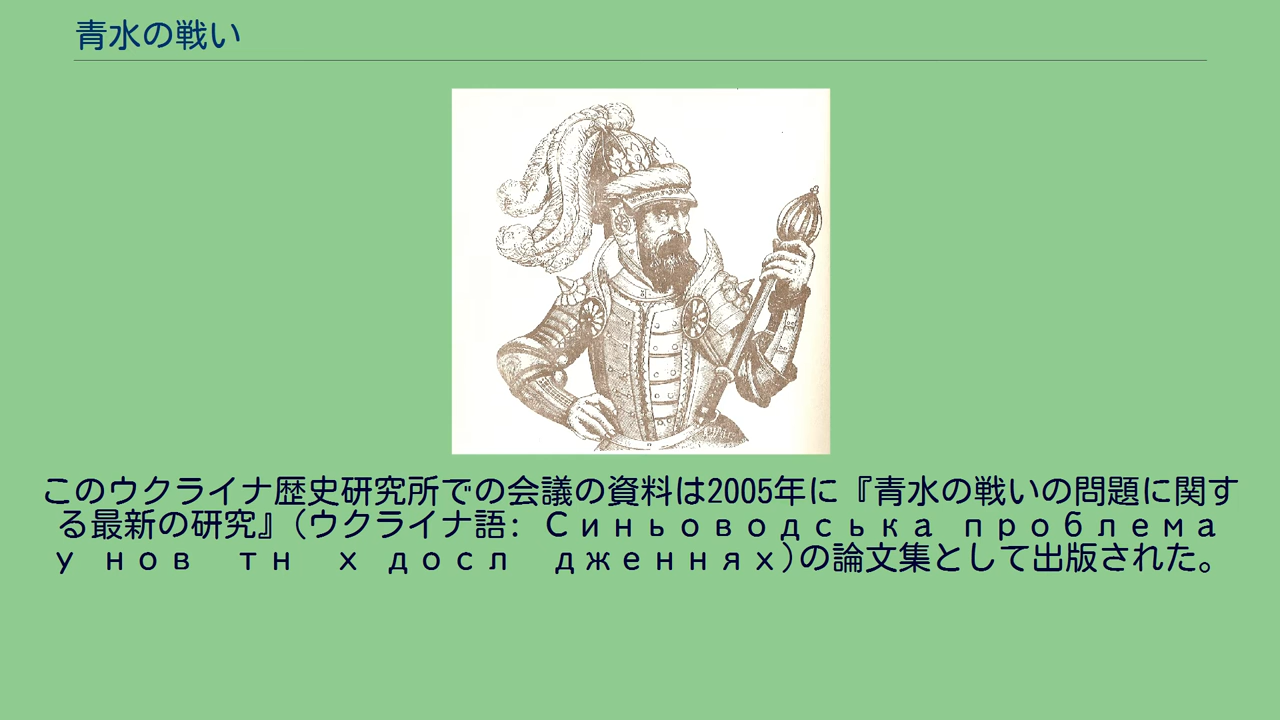 青水の戦い
このウクライナ歴史研究所での会議の資料は2005年に『青水の戦いの問題に関す
る最新の研究』(ウクライナ語: Синьоводська проблема
у нов тн х досл дженнях)の論文集として出版された。